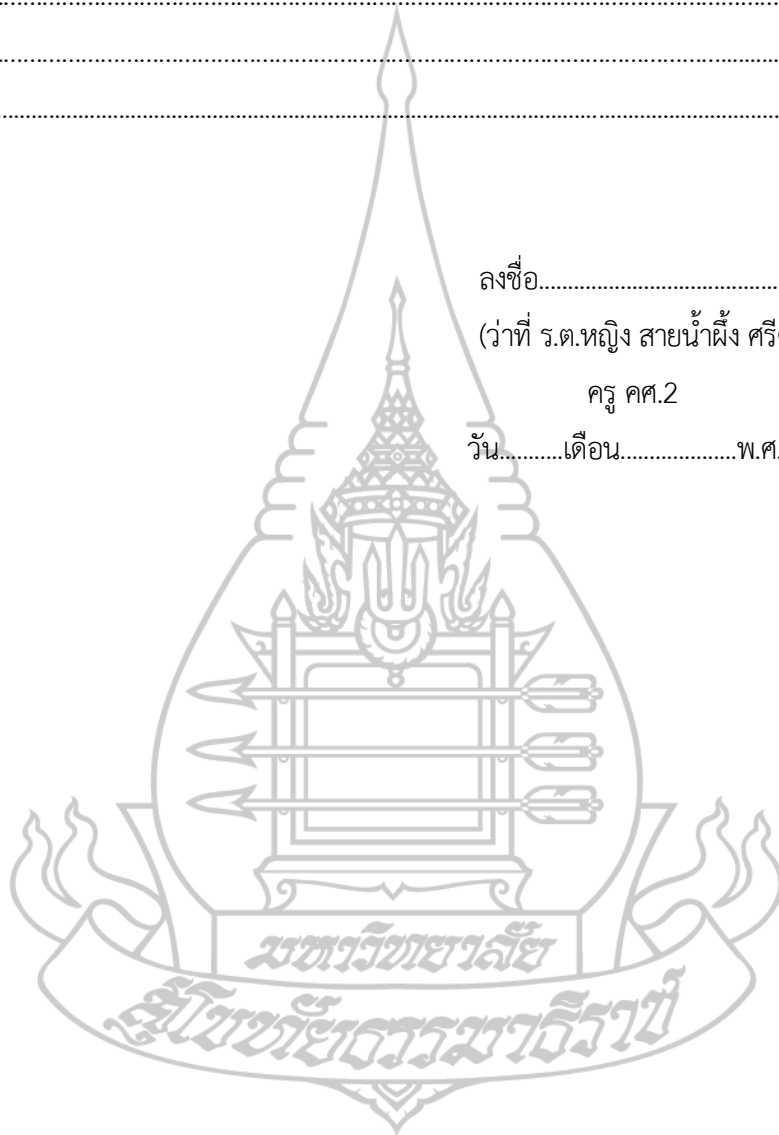 ................................................................................................................
................................................................................................................
................................................................................................................
ลงชื่อ........................................
(ว่าที่ ร.ต.หญิง สายน้ำผึ้ง
ครู คศ.2
วัน...........เดือน....................พ.ศ.
มหาวิทยาลัย
สุโขทัยธรรมาธิราช